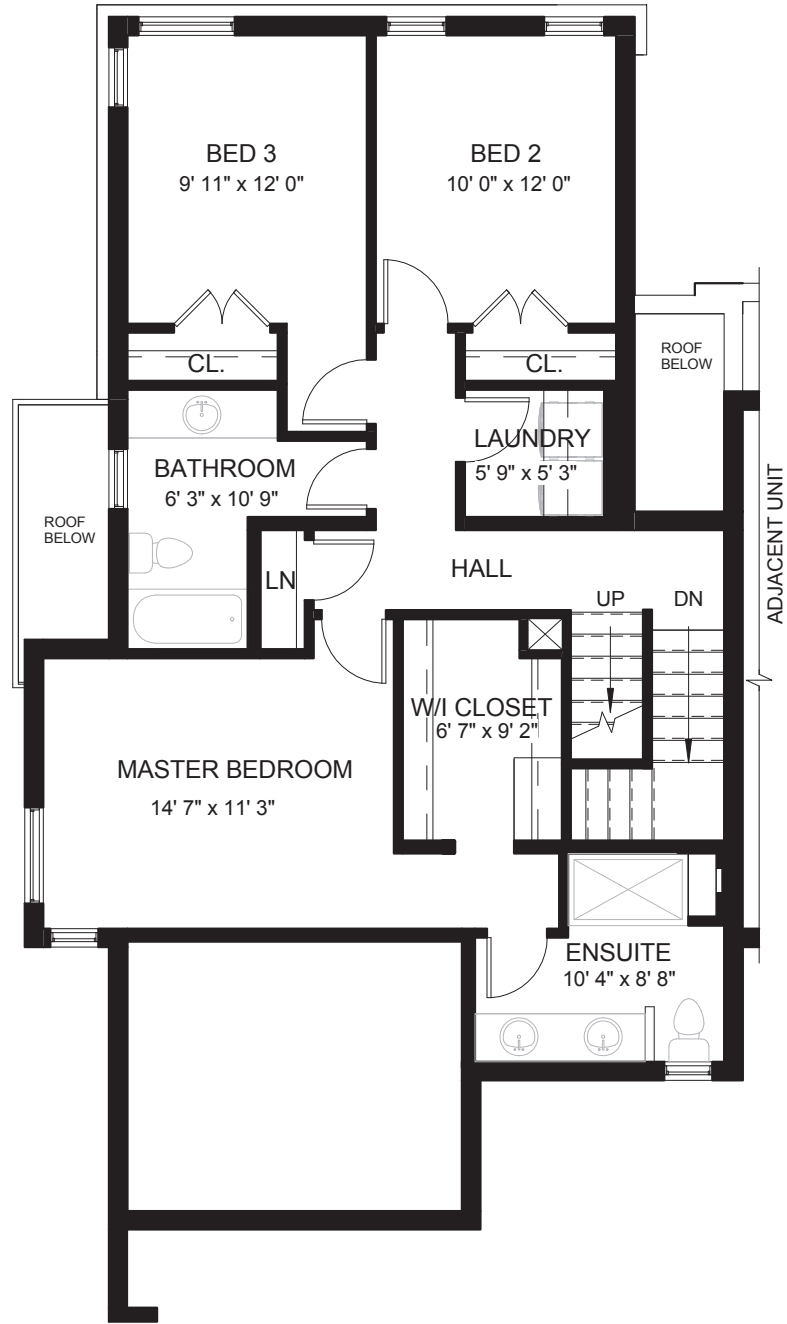 BED 3
9' 11" x 12' 0"
BED 2
10' 0" x 12' 0"
CL.
CL.
ROOF
BELOW
LAUNDRY
5' 9" x 5' 3"
BATHROOM
6' 3" x 10' 9"
ROOF
BELOW
ADJACENT UNIT
LN
HALL
UP
DN
W/I CLOSET
6' 7" x 9' 2"
MASTER BEDROOM
14' 7" x 11' 3"
ENSUITE
10' 4" x 8' 8"